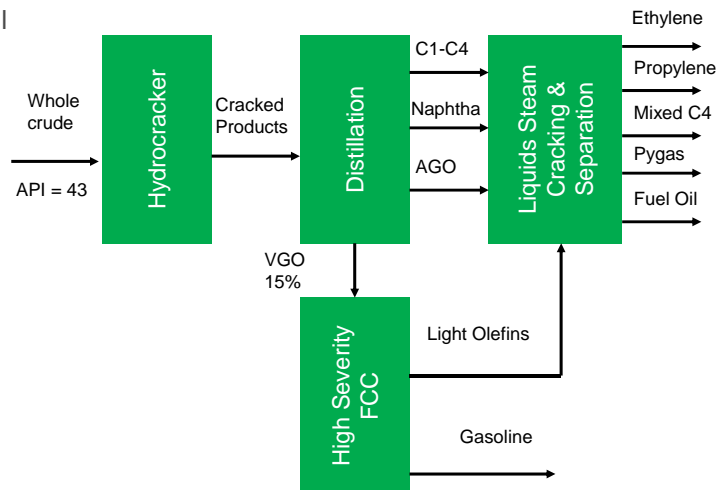 Whole
crude
API = 43
Hydrocracker
Cracked
Products
Distillation
C1-C4
Naphtha
AGO
VGO
15%
Liquids Steam
Cracking &
Separation
Ethylene
Propylene
Mixed C4
Pygas
Fuel Oil
High Severity
FCC
Light Olefins
Gasoline